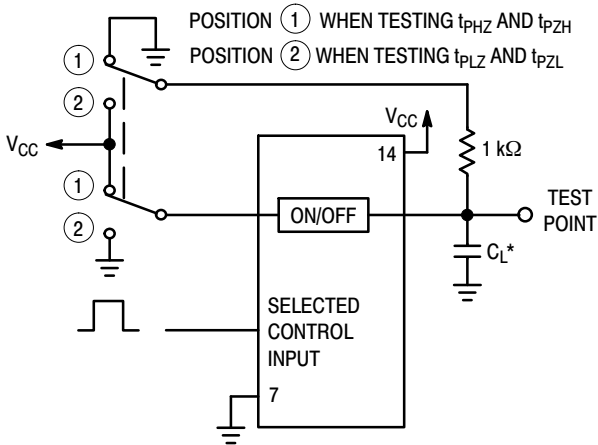 POSITION 1 WHEN TESTING tPHZ AND tPZH
POSITION 2 WHEN TESTING tPLZ AND tPZL
1
2
VCC
1
2
VCC
14
1 kΩ
ON/OFF
TEST
POINT
CL*
SELECTED
CONTROL
INPUT
7